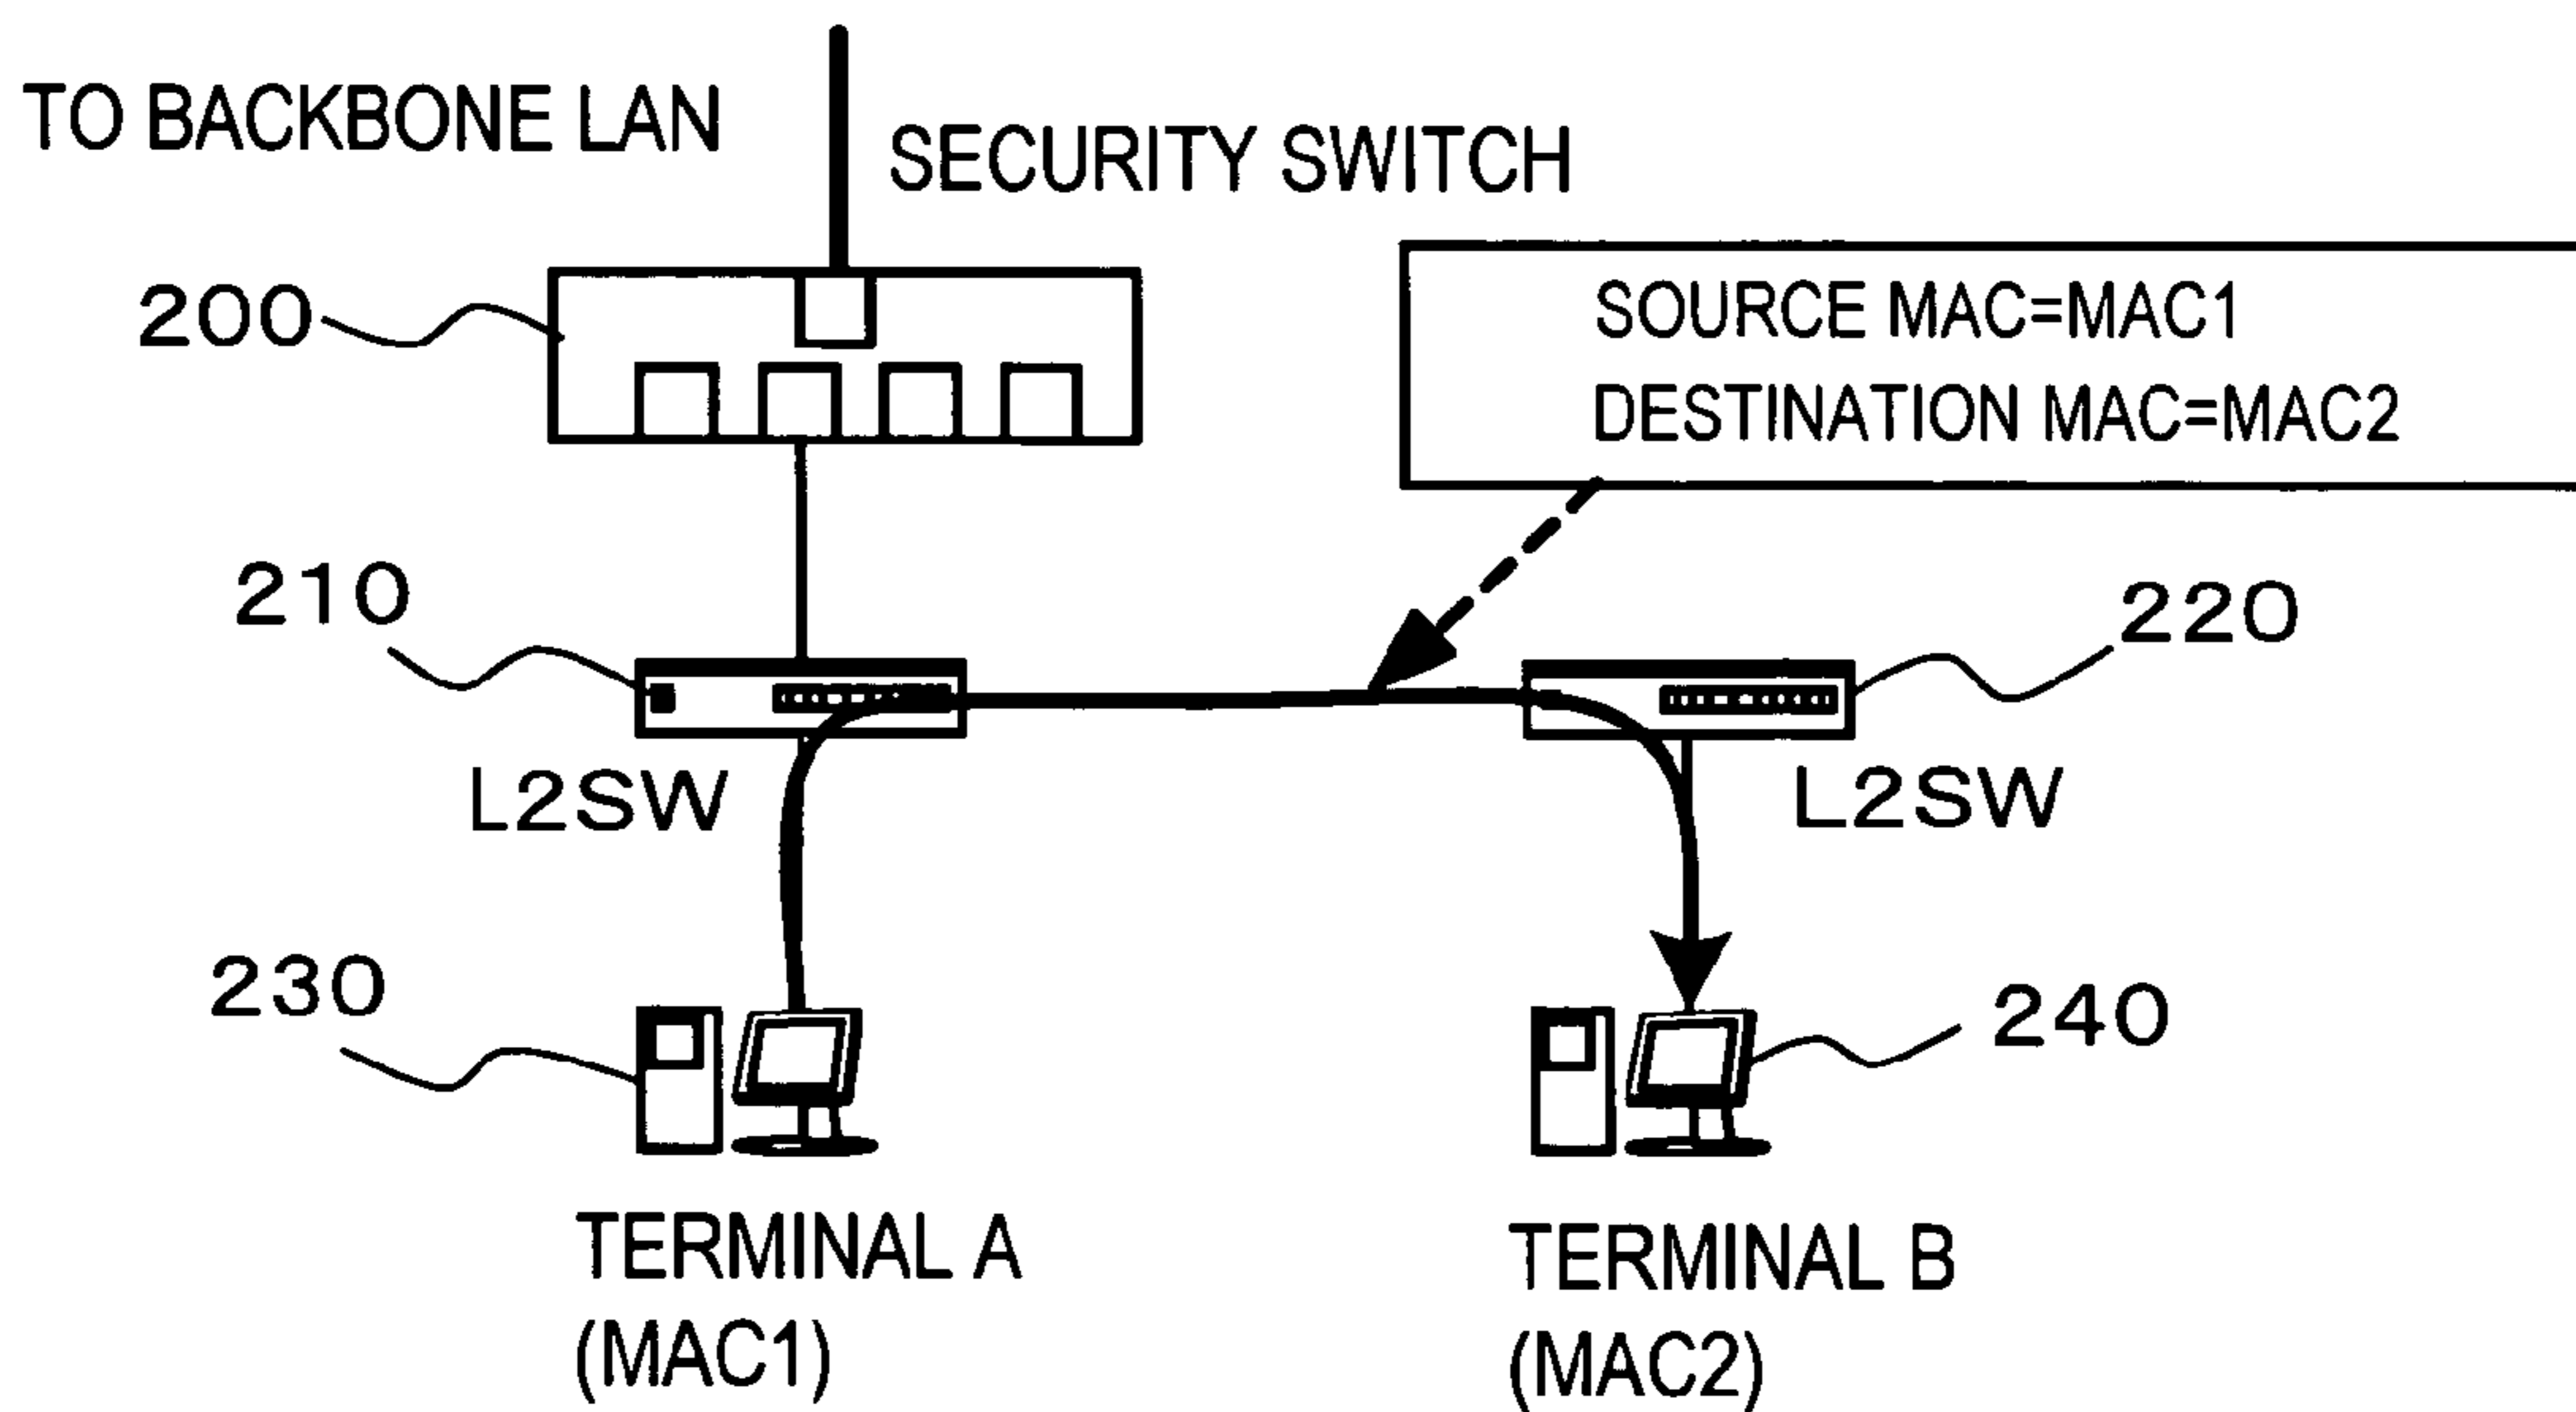 TO BACKBONE LAN
SECURITY SWITCH
200
SOURCE MAC=MAC1
DESTINATION MAC=MAC2
210
220
L2SW
L2SW
230
240
TERMINAL A
(MAC1)
TERMINAL B
(MAC2)